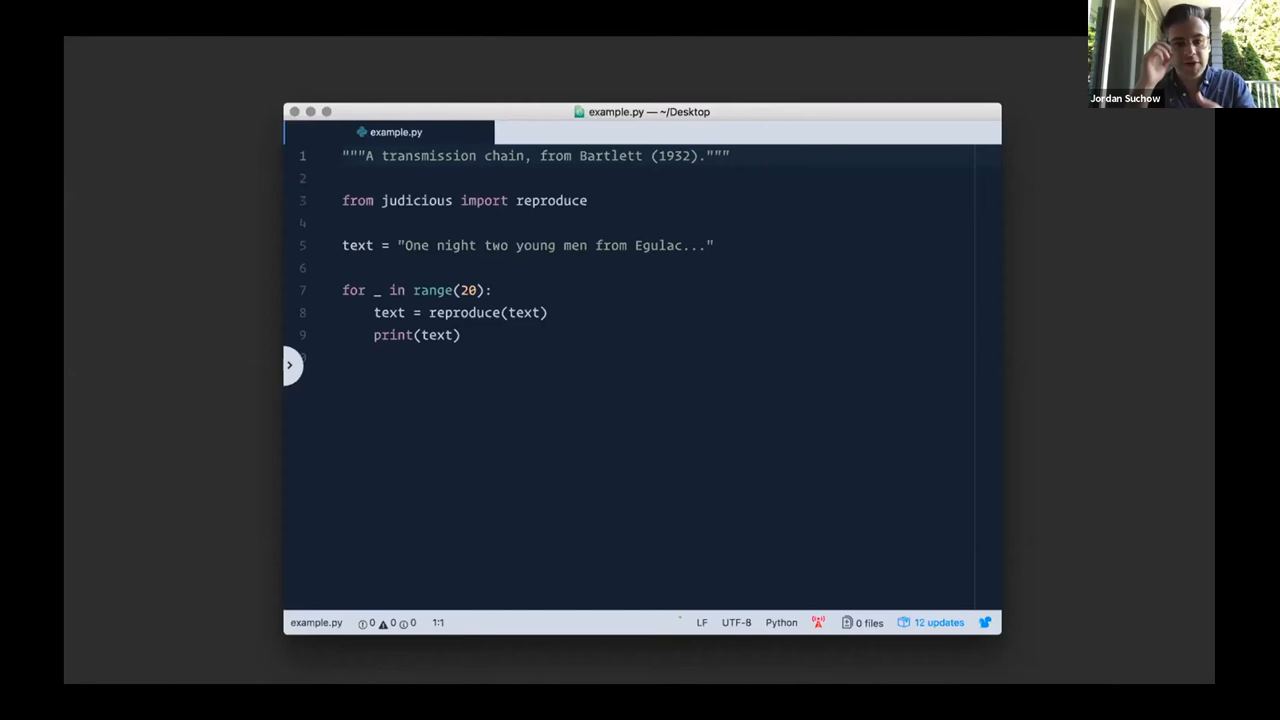 example.py — ~/Desktop
example.py
1 """A transmission chain, from Bartlett (1932)."""
2
3 from judicious import reproduce
4
5 text = "One night two young men from Egulac..."
6
7 for _ in range(20):
8 text = reproduce(text)
9 print(text)
example.py 0 0 0 1:1 LF UTF-8 Python 0 files 12 updates
Jordan Suchow